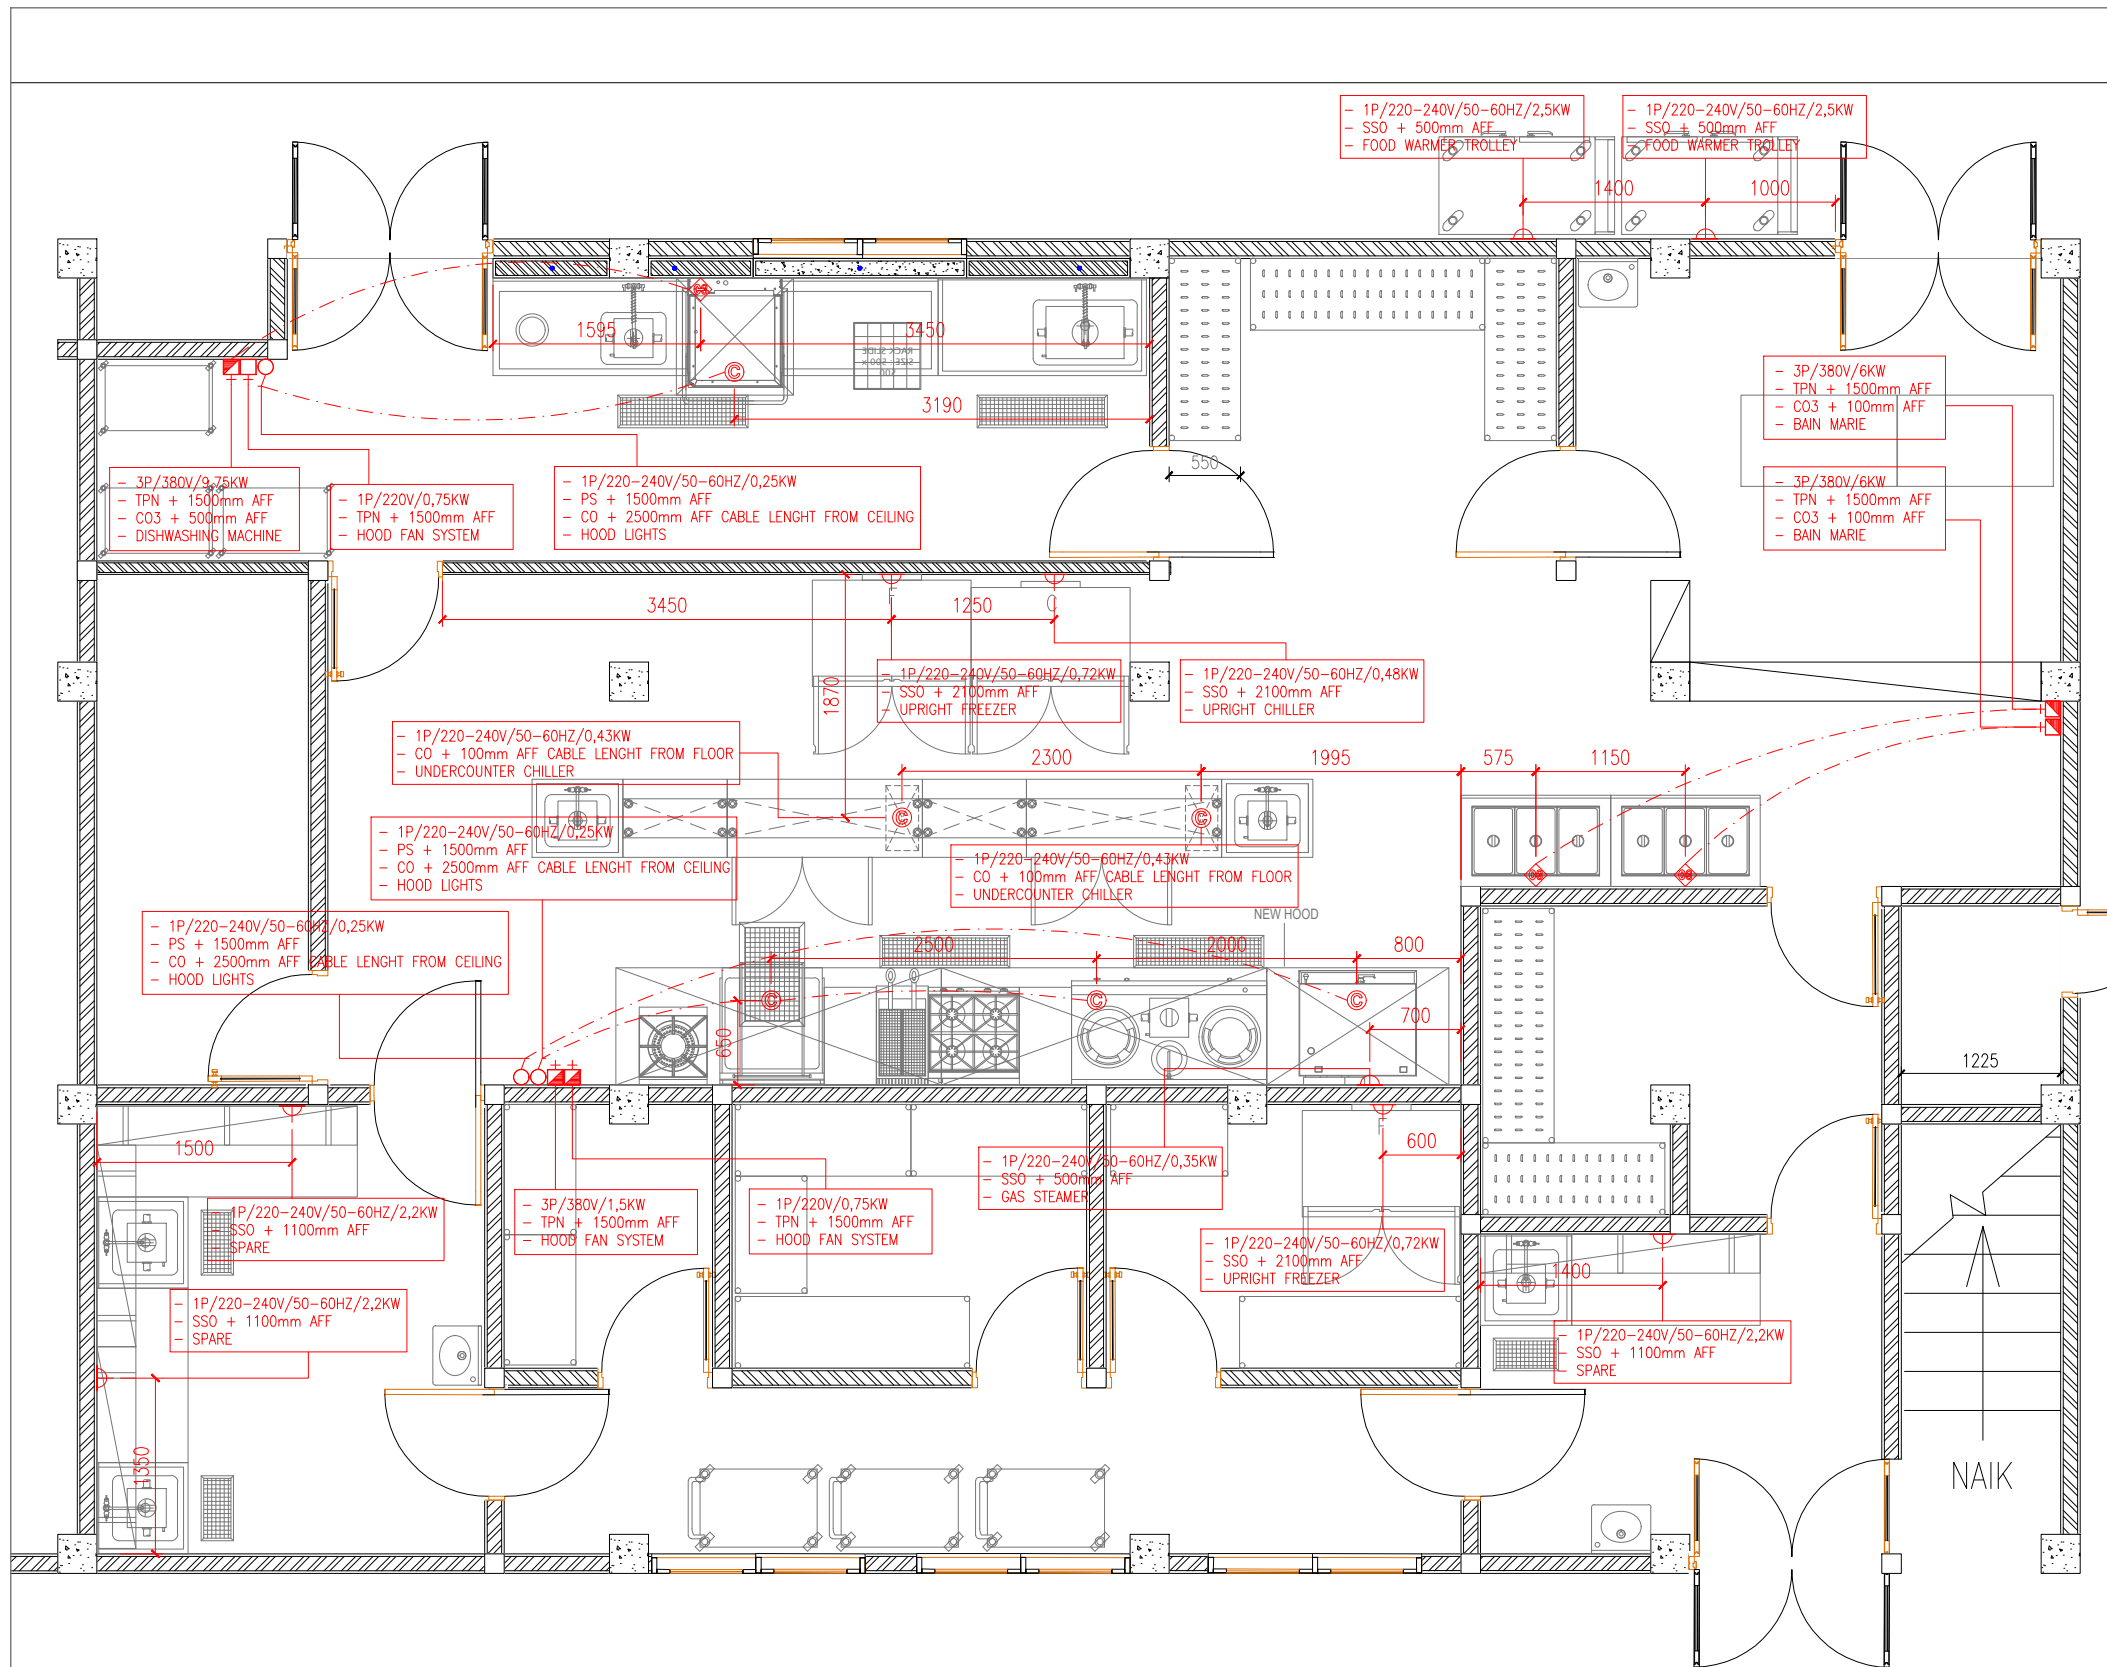 - 1P/220-240V/50-60HZ/2,5KW
- SSO + 500mm AFF
- FOOD WARMER TROLLEY
- 1P/220-240V/50-60HZ/2,5KW
- SSO + 500mm AFF
- FOOD WARMER TROLLEY
1400
1000
1595
3450
RACK SLIDE
SIZE : 500 x
500
3190
- 3P/380V/6KW
- TPN + 1500mm AFF
- CO3 + 100mm AFF
- BAIN MARIE
- 3P/380V/6KW
- TPN + 1500mm AFF
- CO3 + 100mm AFF
- BAIN MARIE
550
- 3P/380V/9,75KW
- TPN + 1500mm AFF
- CO3 + 500mm AFF
- DISHWASHING MACHINE
- 1P/220V/0,75KW
- TPN + 1500mm AFF
- HOOD FAN SYSTEM
- 1P/220-240V/50-60HZ/0,25KW
- PS + 1500mm AFF
- CO + 2500mm AFF CABLE LENGHT FROM CEILING
- HOOD LIGHTS
3450
1250
F
C
1870
- 1P/220-240V/50-60HZ/0,72KW
- SSO + 2100mm AFF
- UPRIGHT FREEZER
- 1P/220-240V/50-60HZ/0,48KW
- SSO + 2100mm AFF
- UPRIGHT CHILLER
- 1P/220-240V/50-60HZ/0,43KW
- CO + 100mm AFF CABLE LENGHT FROM FLOOR
- UNDERCOUNTER CHILLER
2300
1995
575
1150
- 1P/220-240V/50-60HZ/0,25KW
- PS + 1500mm AFF
- CO + 2500mm AFF CABLE LENGHT FROM CEILING
- HOOD LIGHTS
- 1P/220-240V/50-60HZ/0,43KW
- CO + 100mm AFF CABLE LENGHT FROM FLOOR
- UNDERCOUNTER CHILLER
NEW HOOD
- 1P/220-240V/50-60HZ/0,25KW
- PS + 1500mm AFF
- CO + 2500mm AFF CABLE LENGHT FROM CEILING
- HOOD LIGHTS
2500
2000
800
650
700
1225
1500
600
F
- 1P/220-240V/50-60HZ/0,35KW
- SSO + 500mm AFF
- GAS STEAMER
- 3P/380V/1,5KW
- TPN + 1500mm AFF
- HOOD FAN SYSTEM
- 1P/220V/0,75KW
- TPN + 1500mm AFF
- HOOD FAN SYSTEM
- 1P/220-240V/50-60HZ/2,2KW
- SSO + 1100mm AFF
- SPARE
- 1P/220-240V/50-60HZ/0,72KW
- SSO + 2100mm AFF
- UPRIGHT FREEZER
1400
- 1P/220-240V/50-60HZ/2,2KW
- SSO + 1100mm AFF
- SPARE
- 1P/220-240V/50-60HZ/2,2KW
- SSO + 1100mm AFF
- SPARE
1350
NAIK
C
C
C
C
C
C